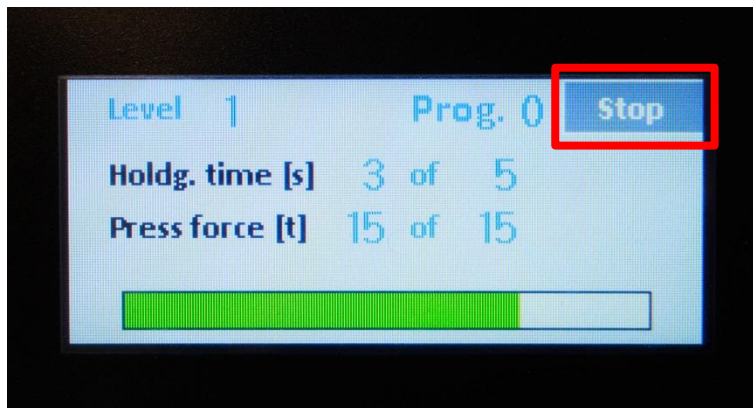 Level 1 Prog. 0 Stop
Holdg. time [s] 3 of 5
Press force [t] 15 of 15